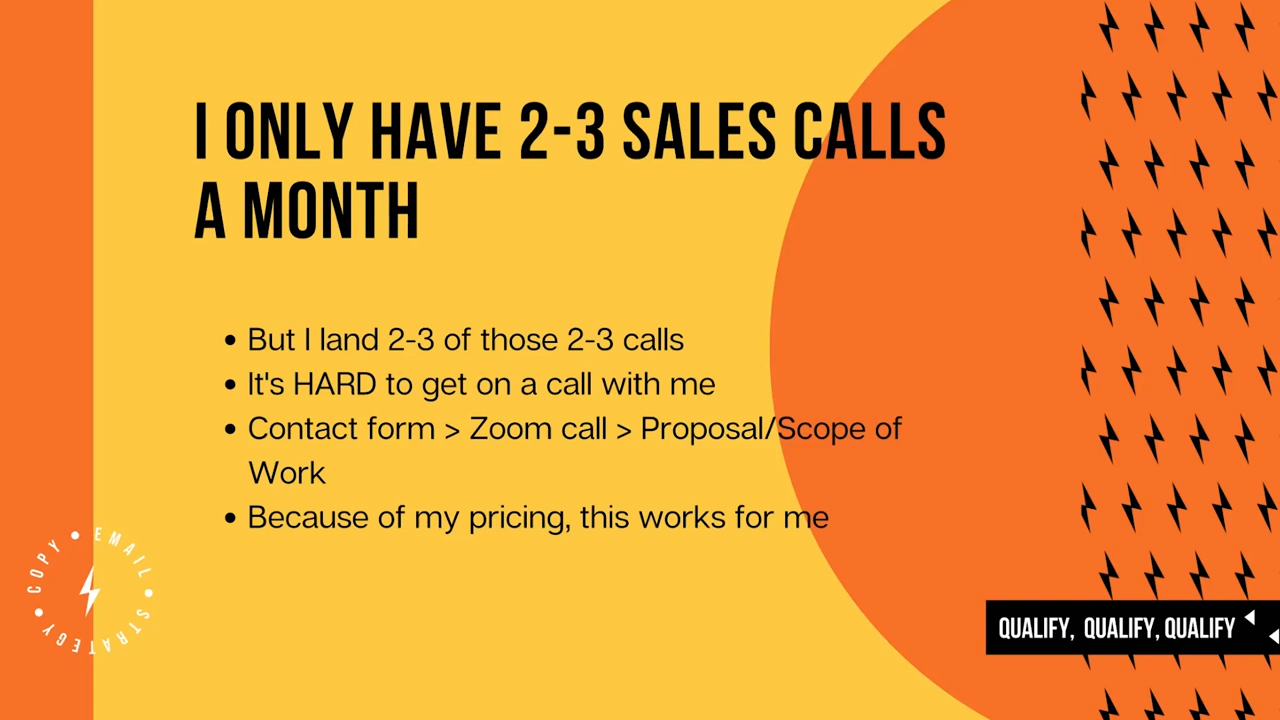 I ONLY HAVE 2-3 SALES CALLS
A MONTH
But I land 2-3 of those 2-3 calls
It's HARD to get on a call with me
Contact form > Zoom call > Proposal/Scope of
Work
Because of my pricing, this works for me
COPY • EMAIL • STRATEGY •
QUALIFY, QUALIFY, QUALIFY